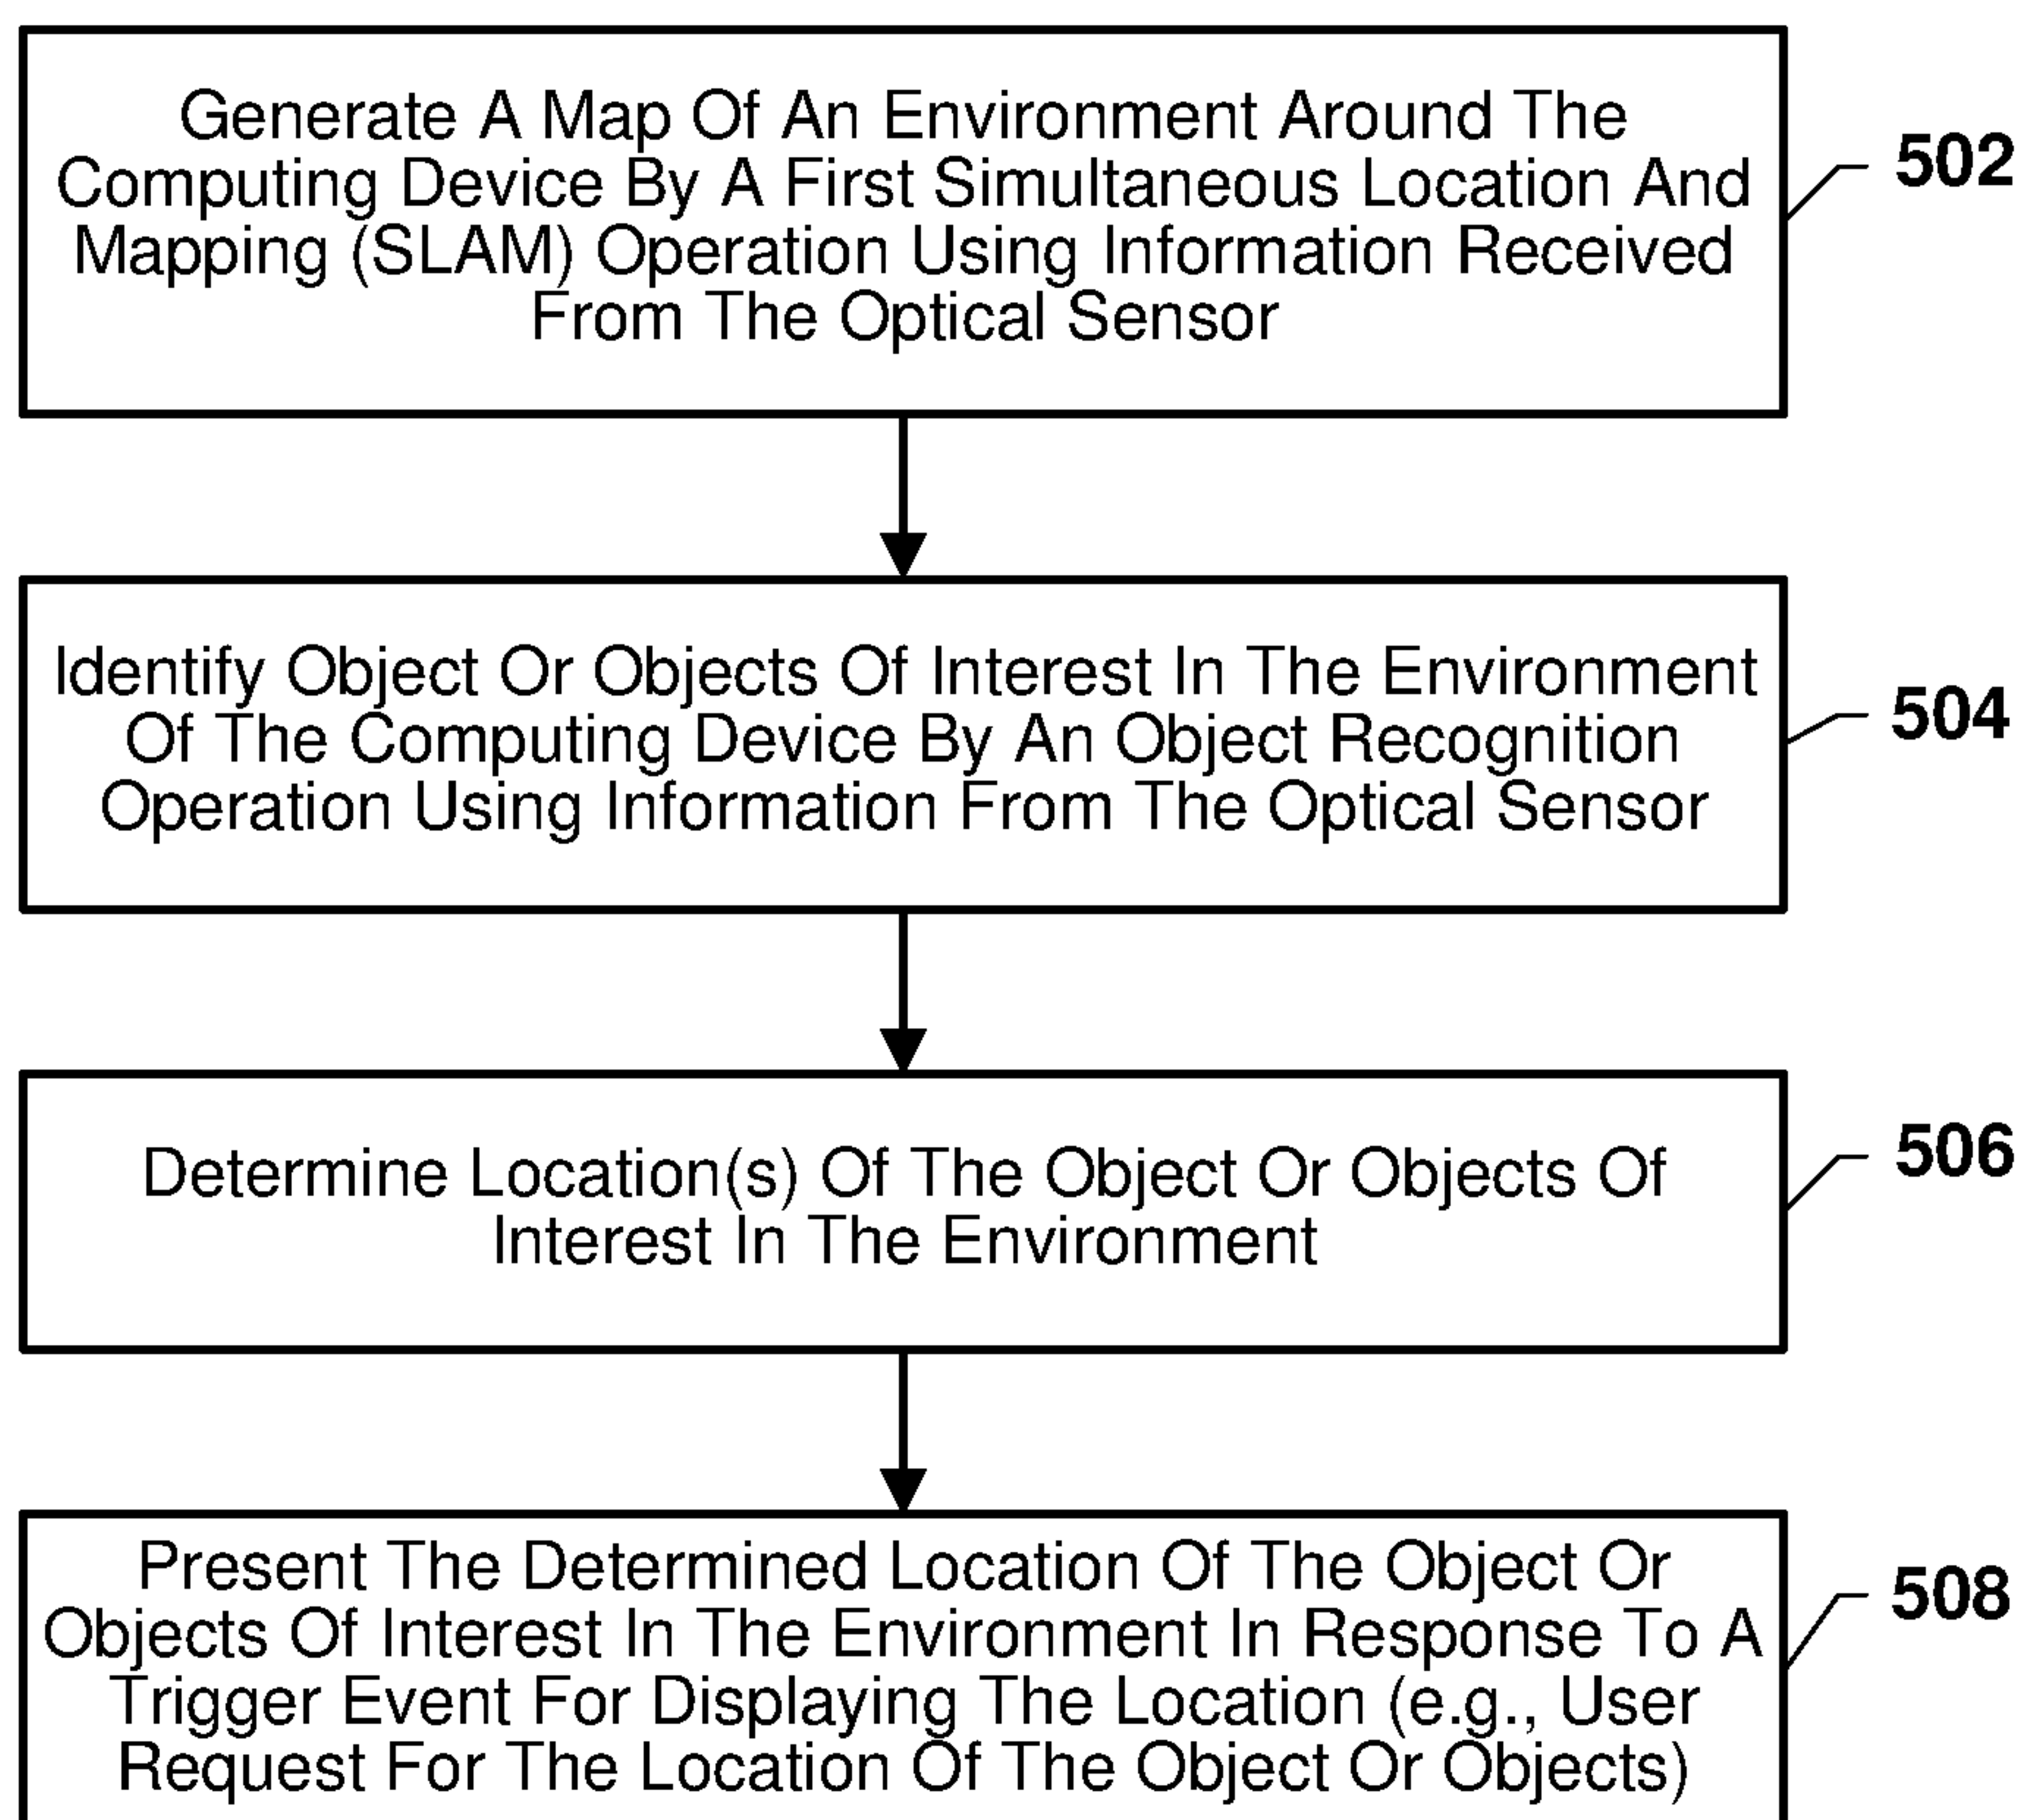 Generate A Map Of An Environment Around The
Computing Device By A First Simultaneous Location And
Mapping (SLAM) Operation Using Information Received
From The Optical Sensor
502
Identify Object Or Objects Of Interest In The Environment
Of The Computing Device By An Object Recognition
Operation Using Information From The Optical Sensor
504
Determine Location(s) Of The Object Or Objects Of
Interest In The Environment
506
Present The Determined Location Of The Object Or
Objects Of Interest In The Environment In Response To A
Trigger Event For Displaying The Location (e.g., User
Request For The Location Of The Object Or Objects)
508